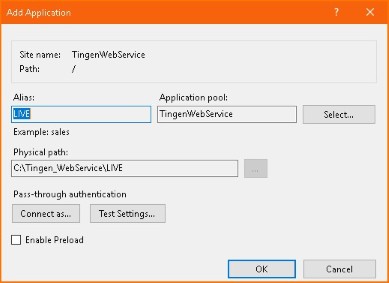 Add Application
? ×
Site name: TingenWebService
Path: /
Alias: Application pool:
LIVE TingenWebService Select...
Example: sales
Physical path:
C:\Tingen_WebService\LIVE ...
Pass-through authentication
Connect as... Test Settings...
Enable Preload
OK Cancel